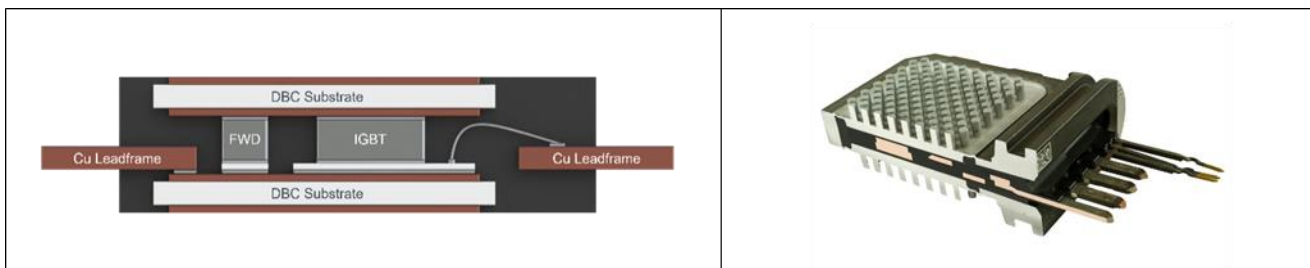 DBC Substrate
FWD
IGBT
Cu Leadframe
Cu Leadframe
DBC Substrate